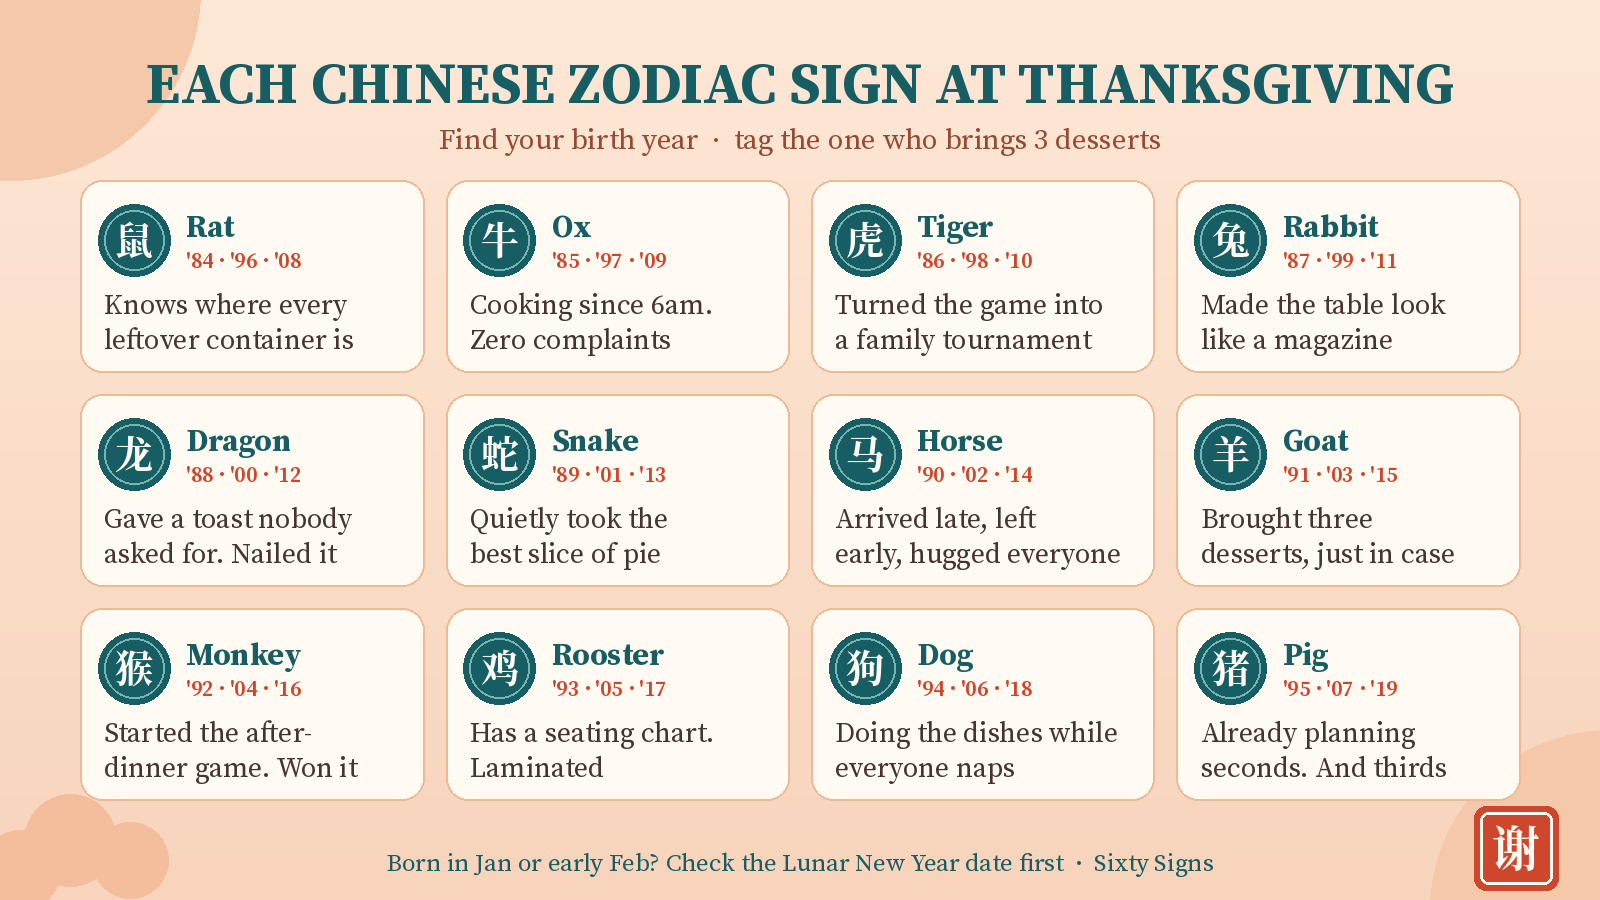 EACH CHINESE ZODIAC SIGN AT THANKSGIVING
Find your birth year · tag the one who brings 3 desserts
鼠
Rat
'84 · '96 · '08
Knows where every
leftover container is
牛
Ox
'85 · '97 · '09
Cooking since 6am.
Zero complaints
虎
Tiger
'86 · '98 · '10
Turned the game into
a family tournament
兔
Rabbit
'87 · '99 · '11
Made the table look
like a magazine
龙
Dragon
'88 · '00 · '12
Gave a toast nobody
asked for. Nailed it
蛇
Snake
'89 · '01 · '13
Quietly took the
best slice of pie
马
Horse
'90 · '02 · '14
Arrived late, left
early, hugged everyone
羊
Goat
'91 · '03 · '15
Brought three
desserts, just in case
猴
Monkey
'92 · '04 · '16
Started the after-
dinner game. Won it
鸡
Rooster
'93 · '05 · '17
Has a seating chart.
Laminated
狗
Dog
'94 · '06 · '18
Doing the dishes while
everyone naps
猪
Pig
'95 · '07 · '19
Already planning
seconds. And thirds
Born in Jan or early Feb? Check the Lunar New Year date first · Sixty Signs
谢